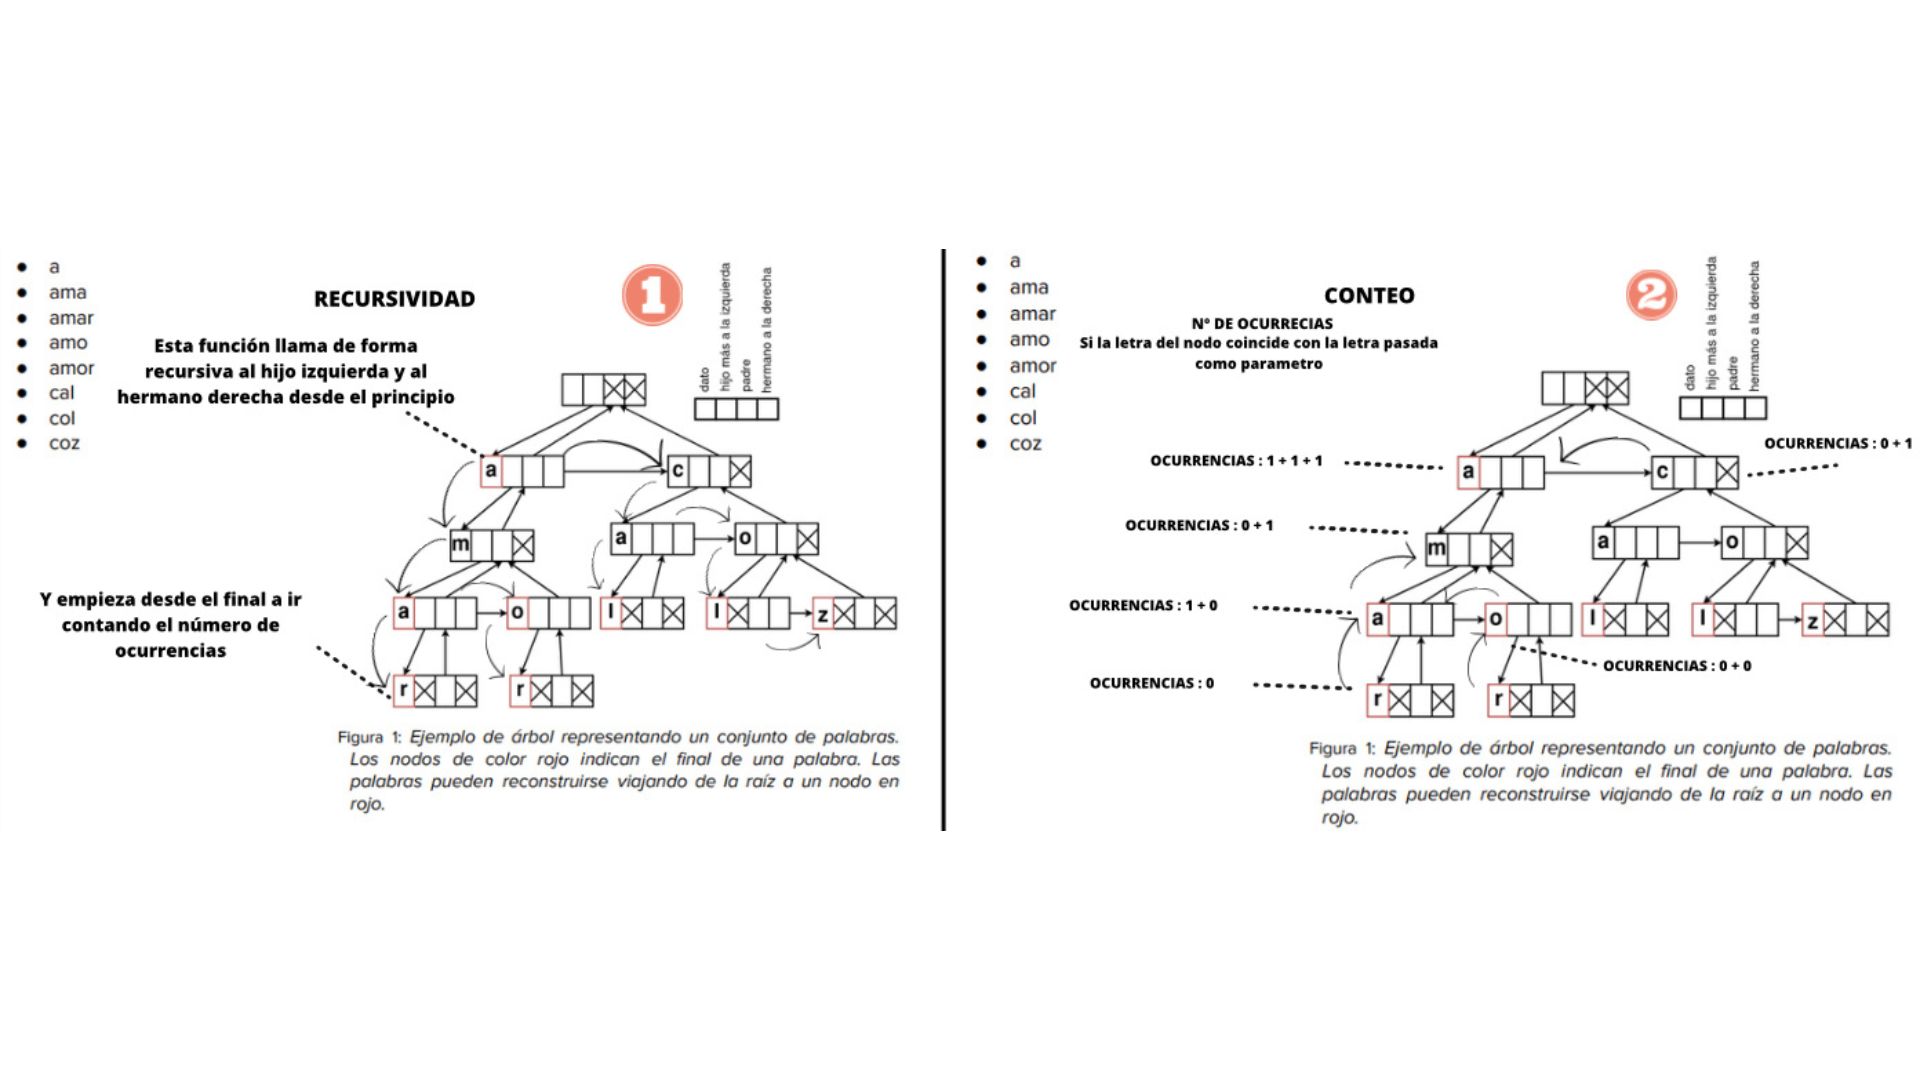 a
ama
amar
amo
amor
cal
col
coz
RECURSIVIDAD
1
Esta función llama de forma
recursiva al hijo izquierda y al
hermano derecha desde el principio
dato
hijo más a la izquierda
padre
hermano a la derecha
a
c
m
a
o
a
o
l
l
z
r
r
Y empieza desde el final a ir
contando el número de
ocurrencias
Figura 1: Ejemplo de árbol representando un conjunto de palabras.
Los nodos de color rojo indican el final de una palabra. Las
palabras pueden reconstruirse viajando de la raíz a un nodo en
rojo.
a
ama
amar
amo
amor
cal
col
coz
CONTEO
2
Nº DE OCURRECIAS
Si la letra del nodo coincide con la letra pasada
como parametro
dato
hijo más a la izquierda
padre
hermano a la derecha
OCURRENCIAS : 0 + 1
OCURRENCIAS : 1 + 1 + 1
a
c
OCURRENCIAS : 0 + 1
m
a
o
OCURRENCIAS : 1 + 0
a
o
l
l
z
OCURRENCIAS : 0 + 0
OCURRENCIAS : 0
r
r
Figura 1: Ejemplo de árbol representando un conjunto de palabras.
Los nodos de color rojo indican el final de una palabra. Las
palabras pueden reconstruirse viajando de la raíz a un nodo en
rojo.